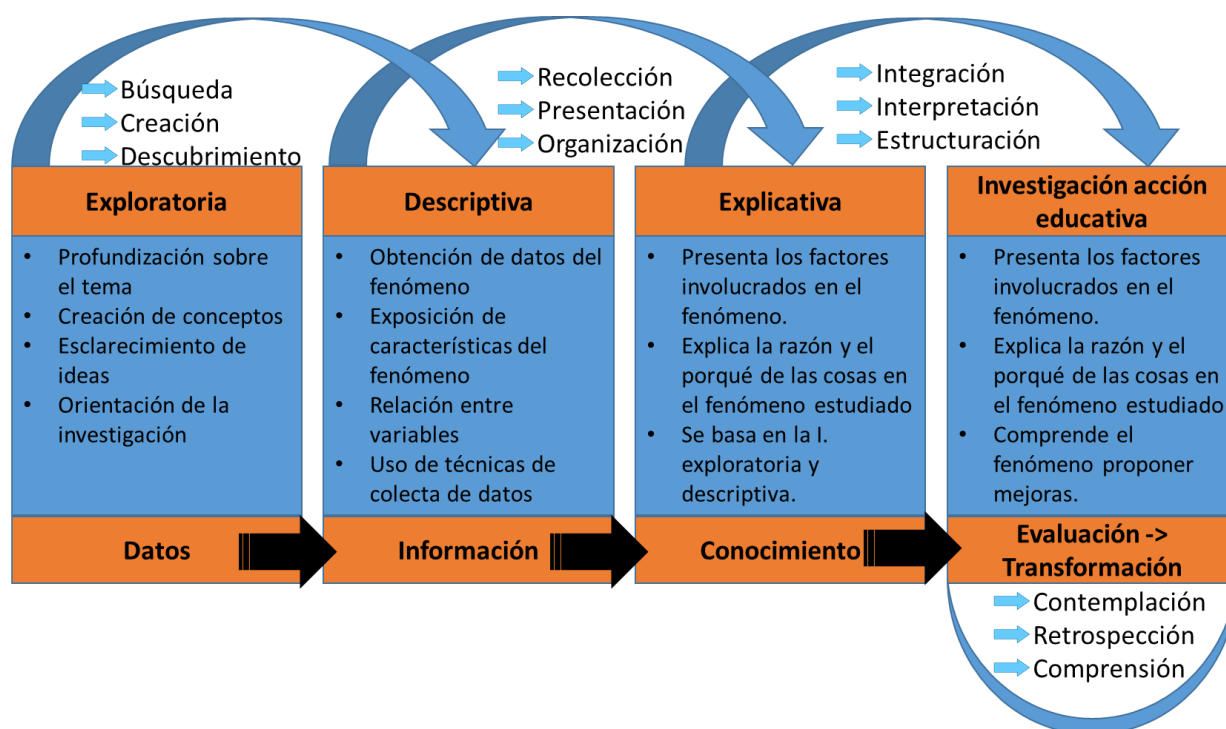 Búsqueda
Creación
Descubrimiento
Recolección
Presentación
Organización
Integración
Interpretación
Estructuración
Exploratoria
• Profundización sobre
el tema
• Creación de conceptos
• Esclarecimiento de
ideas
• Orientación de la
investigación
Datos
Descriptiva
• Obtención de datos del
fenómeno
• Exposición de
características del
fenómeno
• Relación entre
variables
• Uso de técnicas de
colecta de datos
Información
Explicativa
• Presenta los factores
involucrados en el
fenómeno.
• Explica la razón y el
porqué de las cosas en
el fenómeno estudiado
• Se basa en la I.
exploratoria y
descriptiva.
Conocimiento
Investigación acción
educativa
• Presenta los factores
involucrados en el
fenómeno.
• Explica la razón y el
porqué de las cosas en
el fenómeno estudiado
• Comprende el
fenómeno proponer
mejoras.
Evaluación ->
Transformación
Contemplación
Retrospección
Comprensión